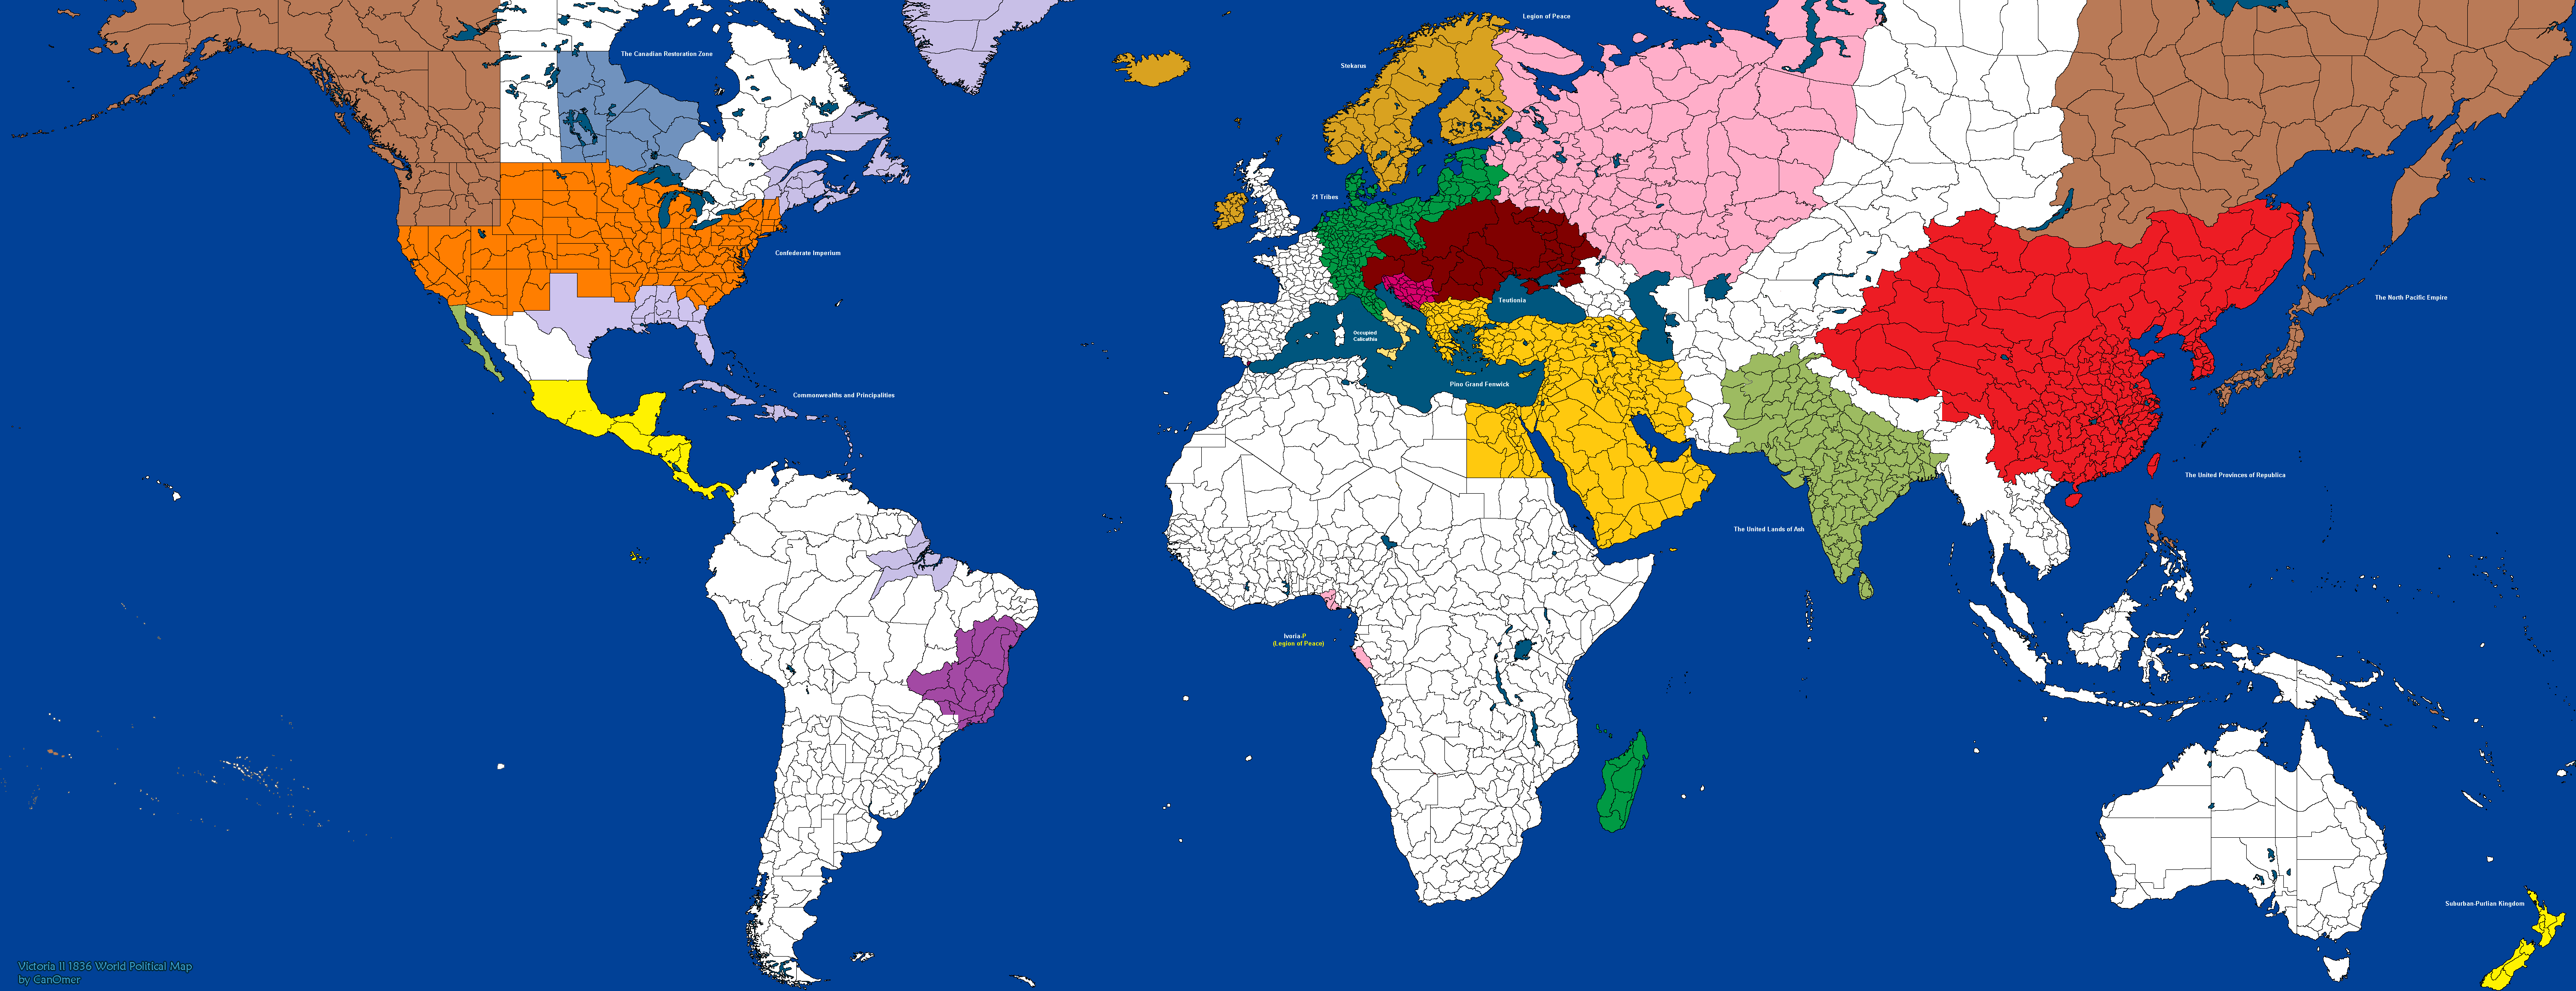 Legion of Peace
The Canadian Restoration Zone
Stekarus
21 Tribes
Confederate Imperium
The North Pacific Empire
Teutionia
Occupied
Calicathia
Pino Grand Fenwick
Commonwealths and Principalities
The United Provinces of Republica
The United Lands of Ash
Ivoria-P
(Legion of Peace)
Suburban-Purlian Kingdom
Victoria II 1836 World Political Map
by CanOmer